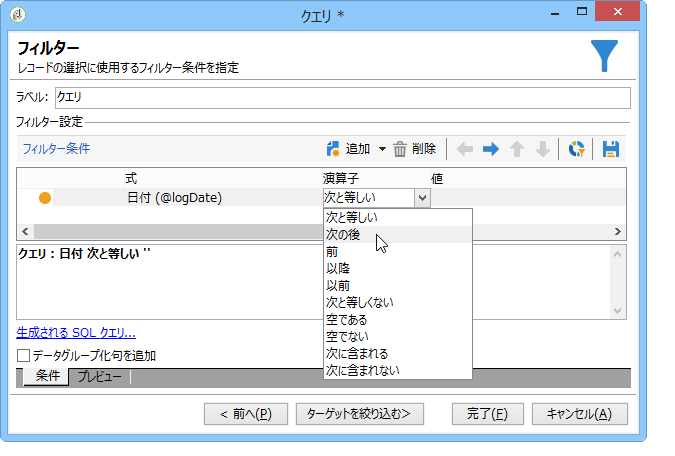 クエリ *
フィルター
レコードの選択に使用するフィルター条件を指定
ラベル: クエリ
フィルター設定
フィルター条件 追加 削除
式 演算子 値
日付 (@logDate) 次と等しい
次と等しい
次の後
前
以降
以前
次と等しくない
空である
空でない
次に含まれる
次に含まれない
クエリ : 日付 次と等しい ''
生成される SQL クエリ...
データグループ化句を追加
条件 プレビュー
< 前へ(P) ターゲットを絞り込む> 完了(F) キャンセル(A)